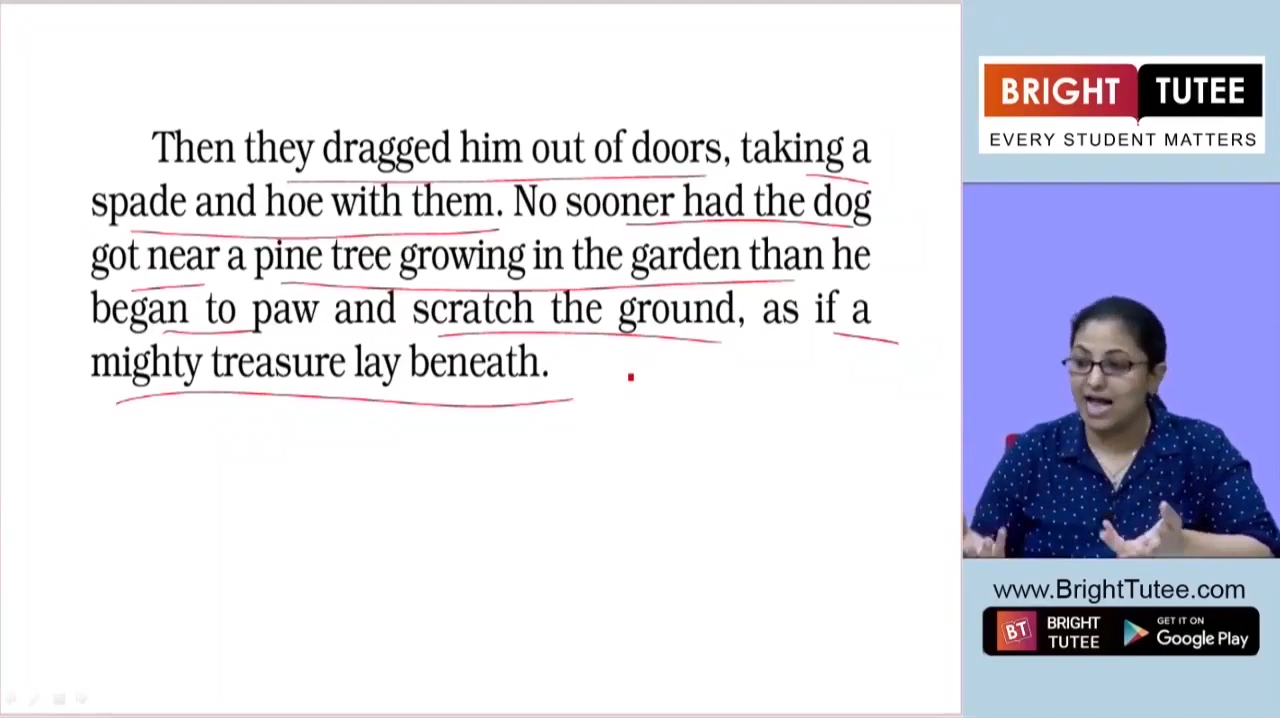 Then they dragged him out of doors, taking a
spade and hoe with them. No sooner had the dog
got near a pine tree growing in the garden than he
began to paw and scratch the ground, as if a
mighty treasure lay beneath.
BRIGHT TUTEE
EVERY STUDENT MATTERS
www.BrightTutee.com
BT
BRIGHT
TUTEE
GET IT ON
Google Play